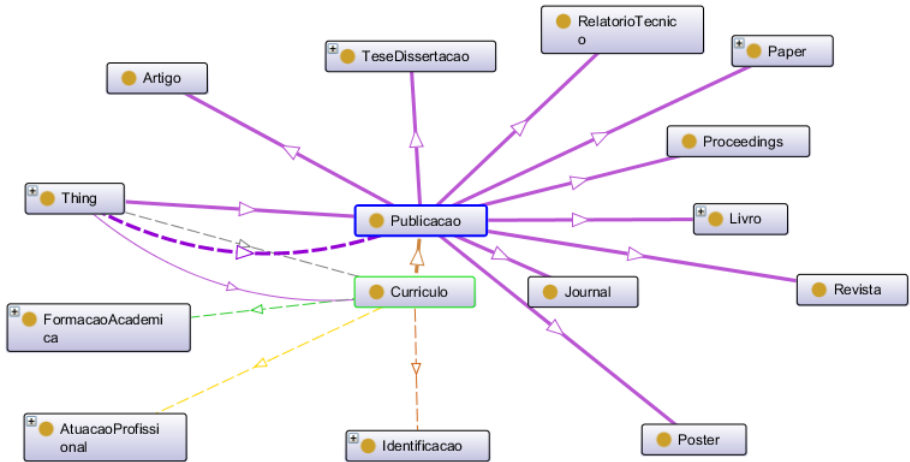 RelatorioTecnic
o
TeseDissertacao
Paper
Artigo
Proceedings
Thing
Publicacao
Livro
Curriculo
Journal
Revista
FormacaoAcademi
ca
AtuacaoProfissi
onal
Identificacao
Poster